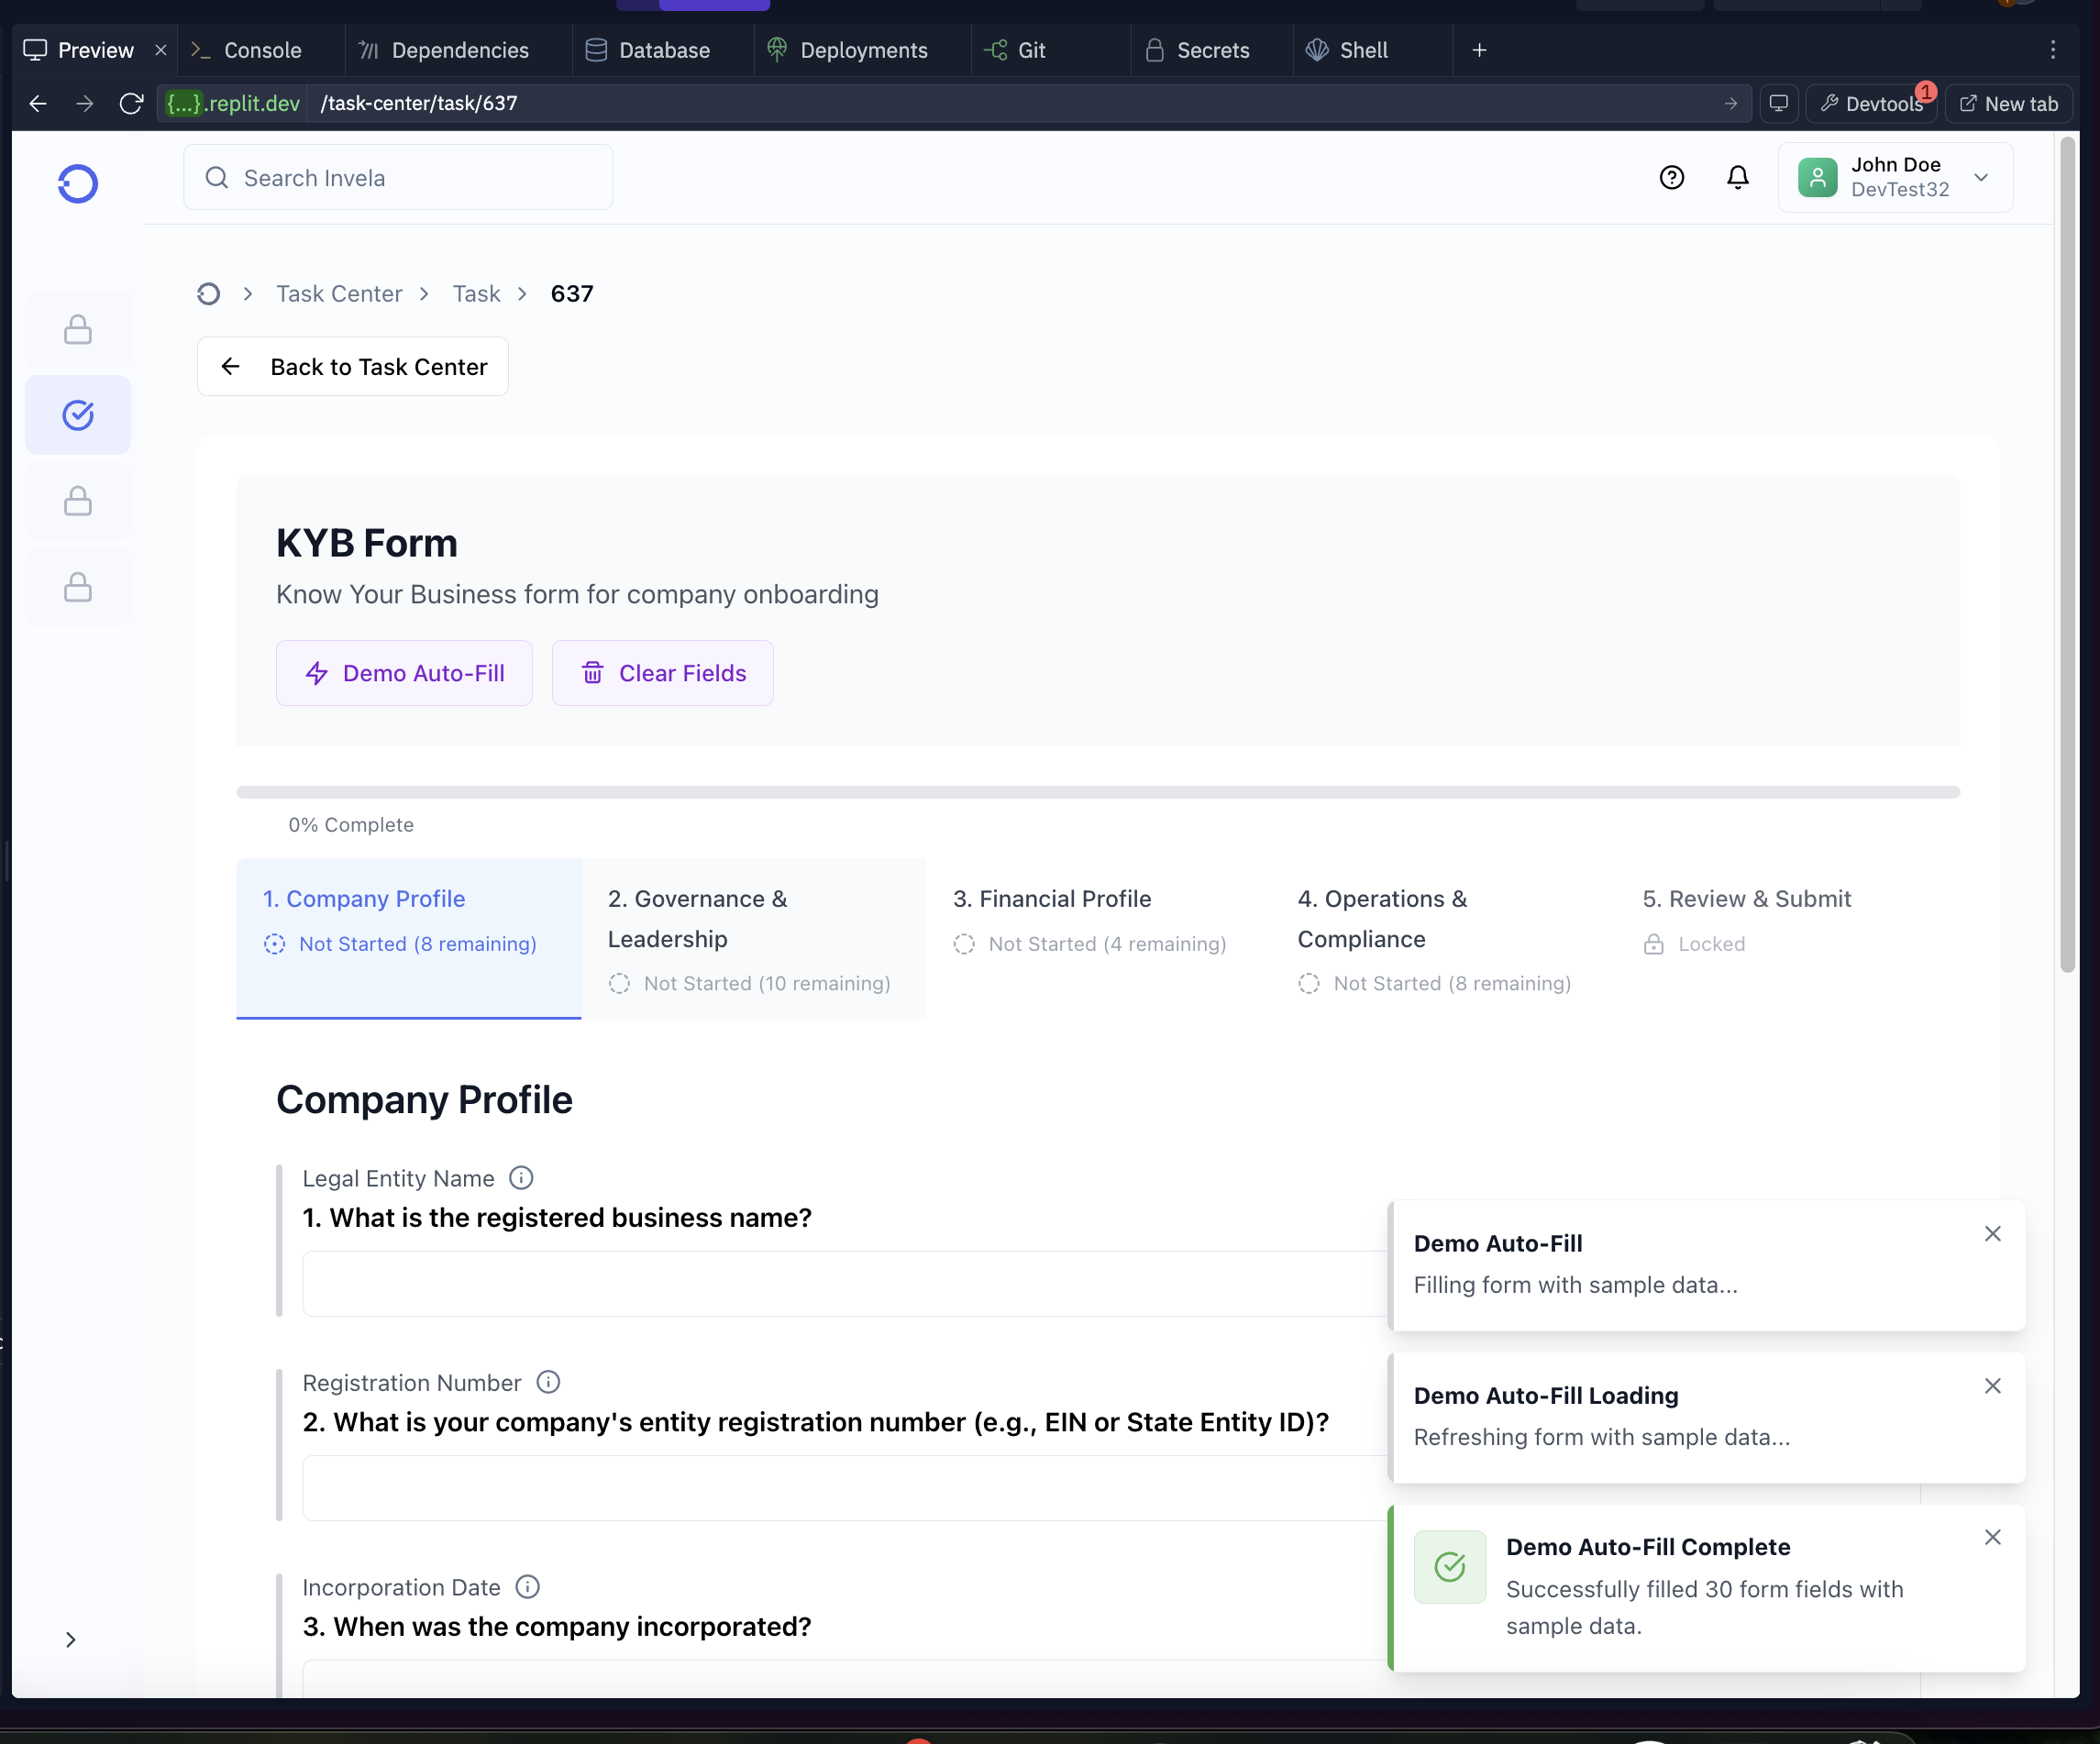 Preview
Console
Dependencies
Database
Deployments
Git
Secrets
Shell
{...}.replit.dev
/task-center/task/637
Devtools
1
New tab
Search Invela
John Doe
DevTest32
Task Center
Task
637
Back to Task Center
KYB Form
Know Your Business form for company onboarding
Demo Auto-Fill
Clear Fields
0% Complete
1. Company Profile
Not Started (8 remaining)
2. Governance &
Leadership
Not Started (10 remaining)
3. Financial Profile
Not Started (4 remaining)
4. Operations &
Compliance
Not Started (8 remaining)
5. Review & Submit
Locked
Company Profile
Legal Entity Name
1. What is the registered business name?
Registration Number
2. What is your company's entity registration number (e.g., EIN or State Entity ID)?
Incorporation Date
3. When was the company incorporated?
Demo Auto-Fill
Filling form with sample data...
Demo Auto-Fill Loading
Refreshing form with sample data...
Demo Auto-Fill Complete
Successfully filled 30 form fields with
sample data.